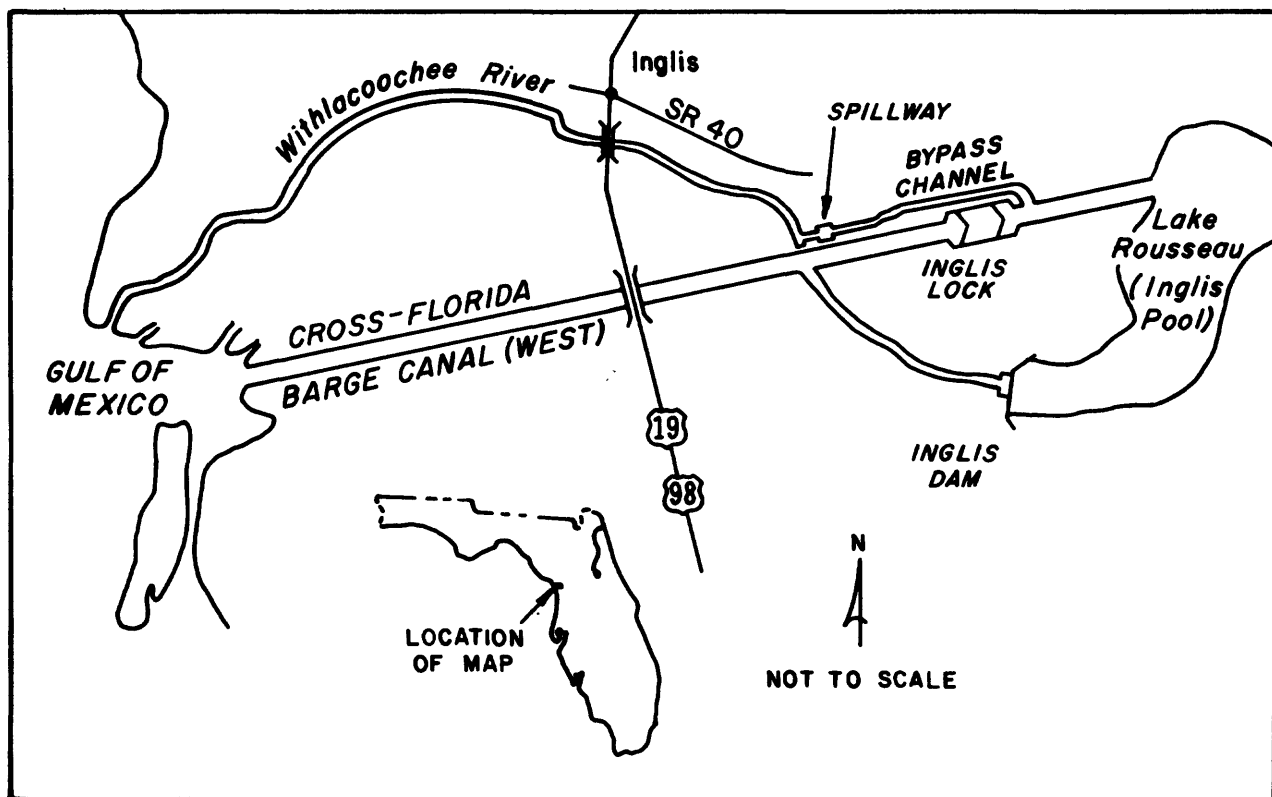 Inglis
Withlacoochee River
SR 40
SPILLWAY
BYPASS
CHANNEL
Lake
Rousseau
(Inglis
Pool)
INGLIS
LOCK
CROSS-FLORIDA
BARGE CANAL (WEST)
GULF OF
MEXICO
19
98
INGLIS
DAM
N
LOCATION
OF MAP
NOT TO SCALE